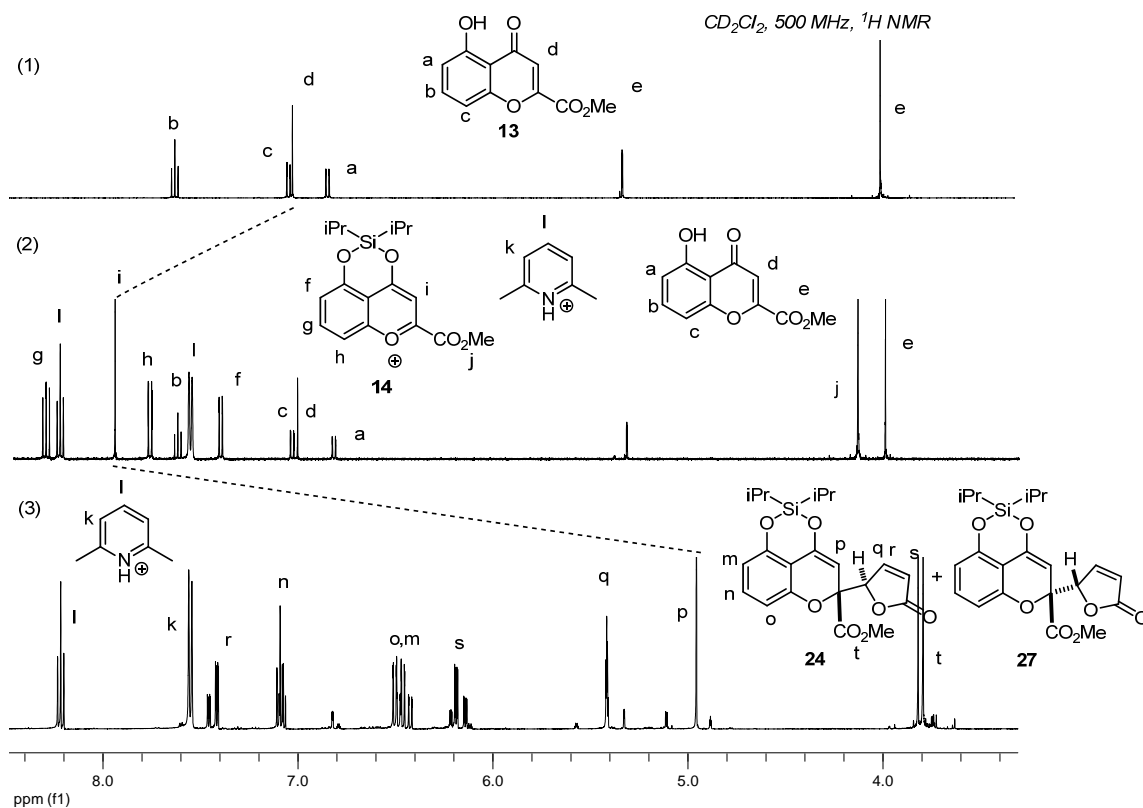 CD2Cl2, 500 MHz, 1H NMR
(1)
OH O
a d
b
c O CO2Me
e
13
d
b
c
a
e
e
(2)
iPr iPr
Si
O O
f i
g
h O CO2Me
⊕ j
14
l
k
NH
⊕
OH O
a d
b e
c O CO2Me
i
g
l
h
b
l
f
c d
a
j
e
(3)
l
k
NH
⊕
iPr iPr
Si
O O
m p H q r s
n
o O O O
CO2Me
t
24
+
iPr iPr
Si
O O
H
O O O
CO2Me
27
l
k
r
n
o,m
s
q
p
t
8.0 7.0 6.0 5.0 4.0
ppm (f1)